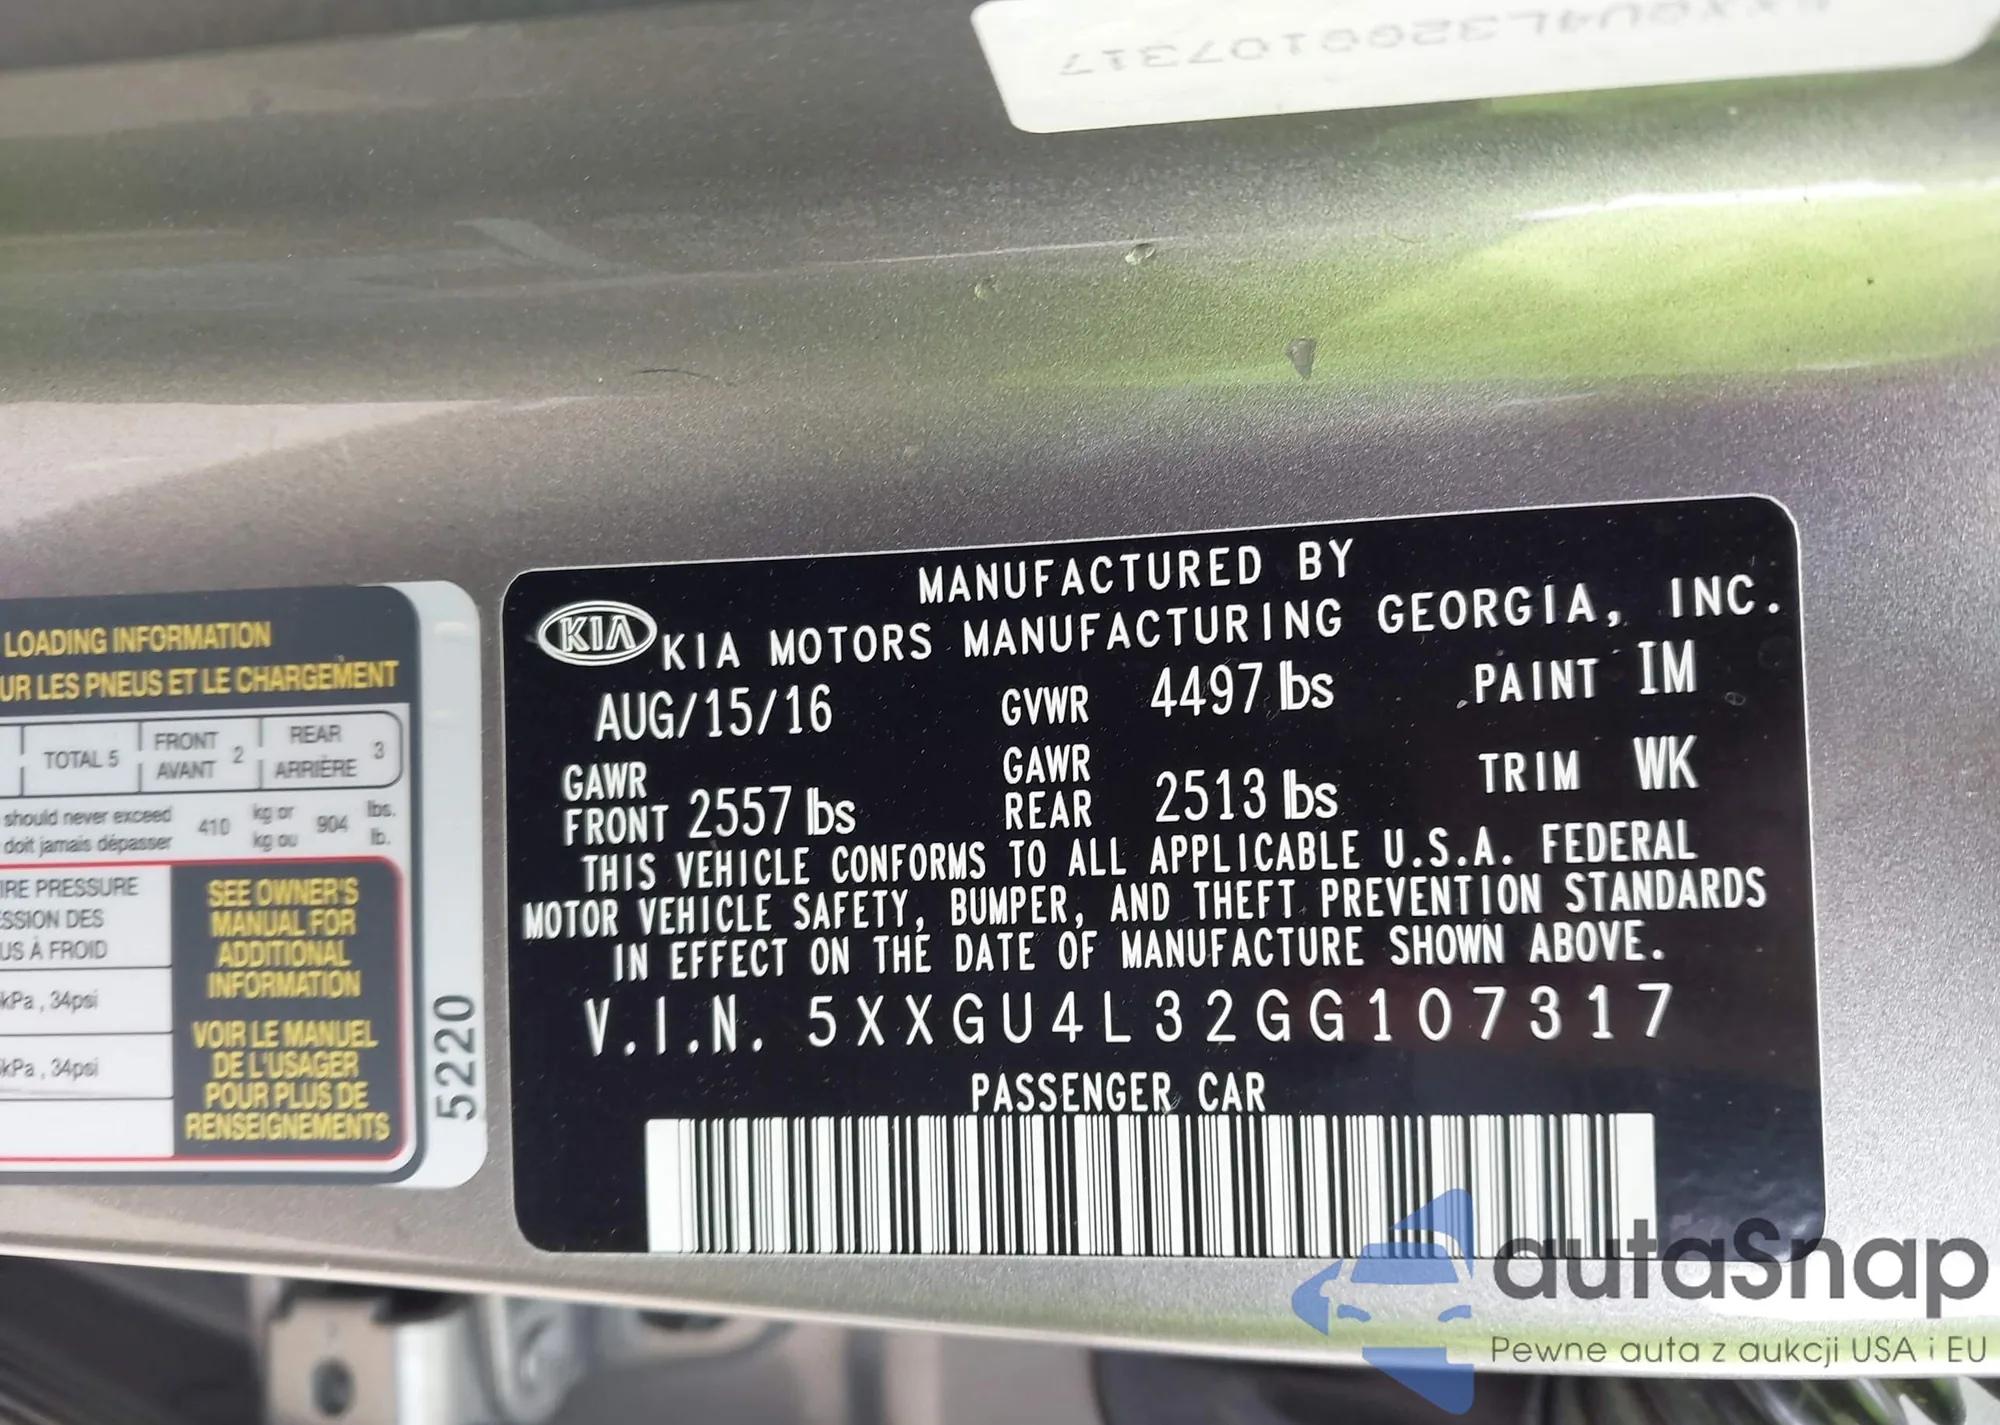 5XXGU4L32GG107317
MANUFACTURED BY
KIA KIA MOTORS MANUFACTURING GEORGIA, INC.
AUG/15/16 GVWR 4497 lbs PAINT IM
GAWR FRONT 2557 lbs GAWR REAR 2513 lbs TRIM WK
THIS VEHICLE CONFORMS TO ALL APPLICABLE U.S.A. FEDERAL
MOTOR VEHICLE SAFETY, BUMPER, AND THEFT PREVENTION STANDARDS
IN EFFECT ON THE DATE OF MANUFACTURE SHOWN ABOVE.
V.I.N. 5XXGU4L32GG107317
PASSENGER CAR
LOADING INFORMATION
UR LES PNEUS ET LE CHARGEMENT
TOTAL 5 FRONT AVANT 2 REAR ARRIÈRE 3
should never exceed 410 kg or 904 lbs.
doit jamais dépasser kg ou lb.
IRE PRESSURE
SSION DES
US À FROID
kPa, 34psi
kPa, 34psi
SEE OWNER'S
MANUAL FOR
ADDITIONAL
INFORMATION
VOIR LE MANUEL
DE L'USAGER
POUR PLUS DE
RENSEIGNEMENTS
5220
autaSnap
Pewne auta z aukcji USA i EU